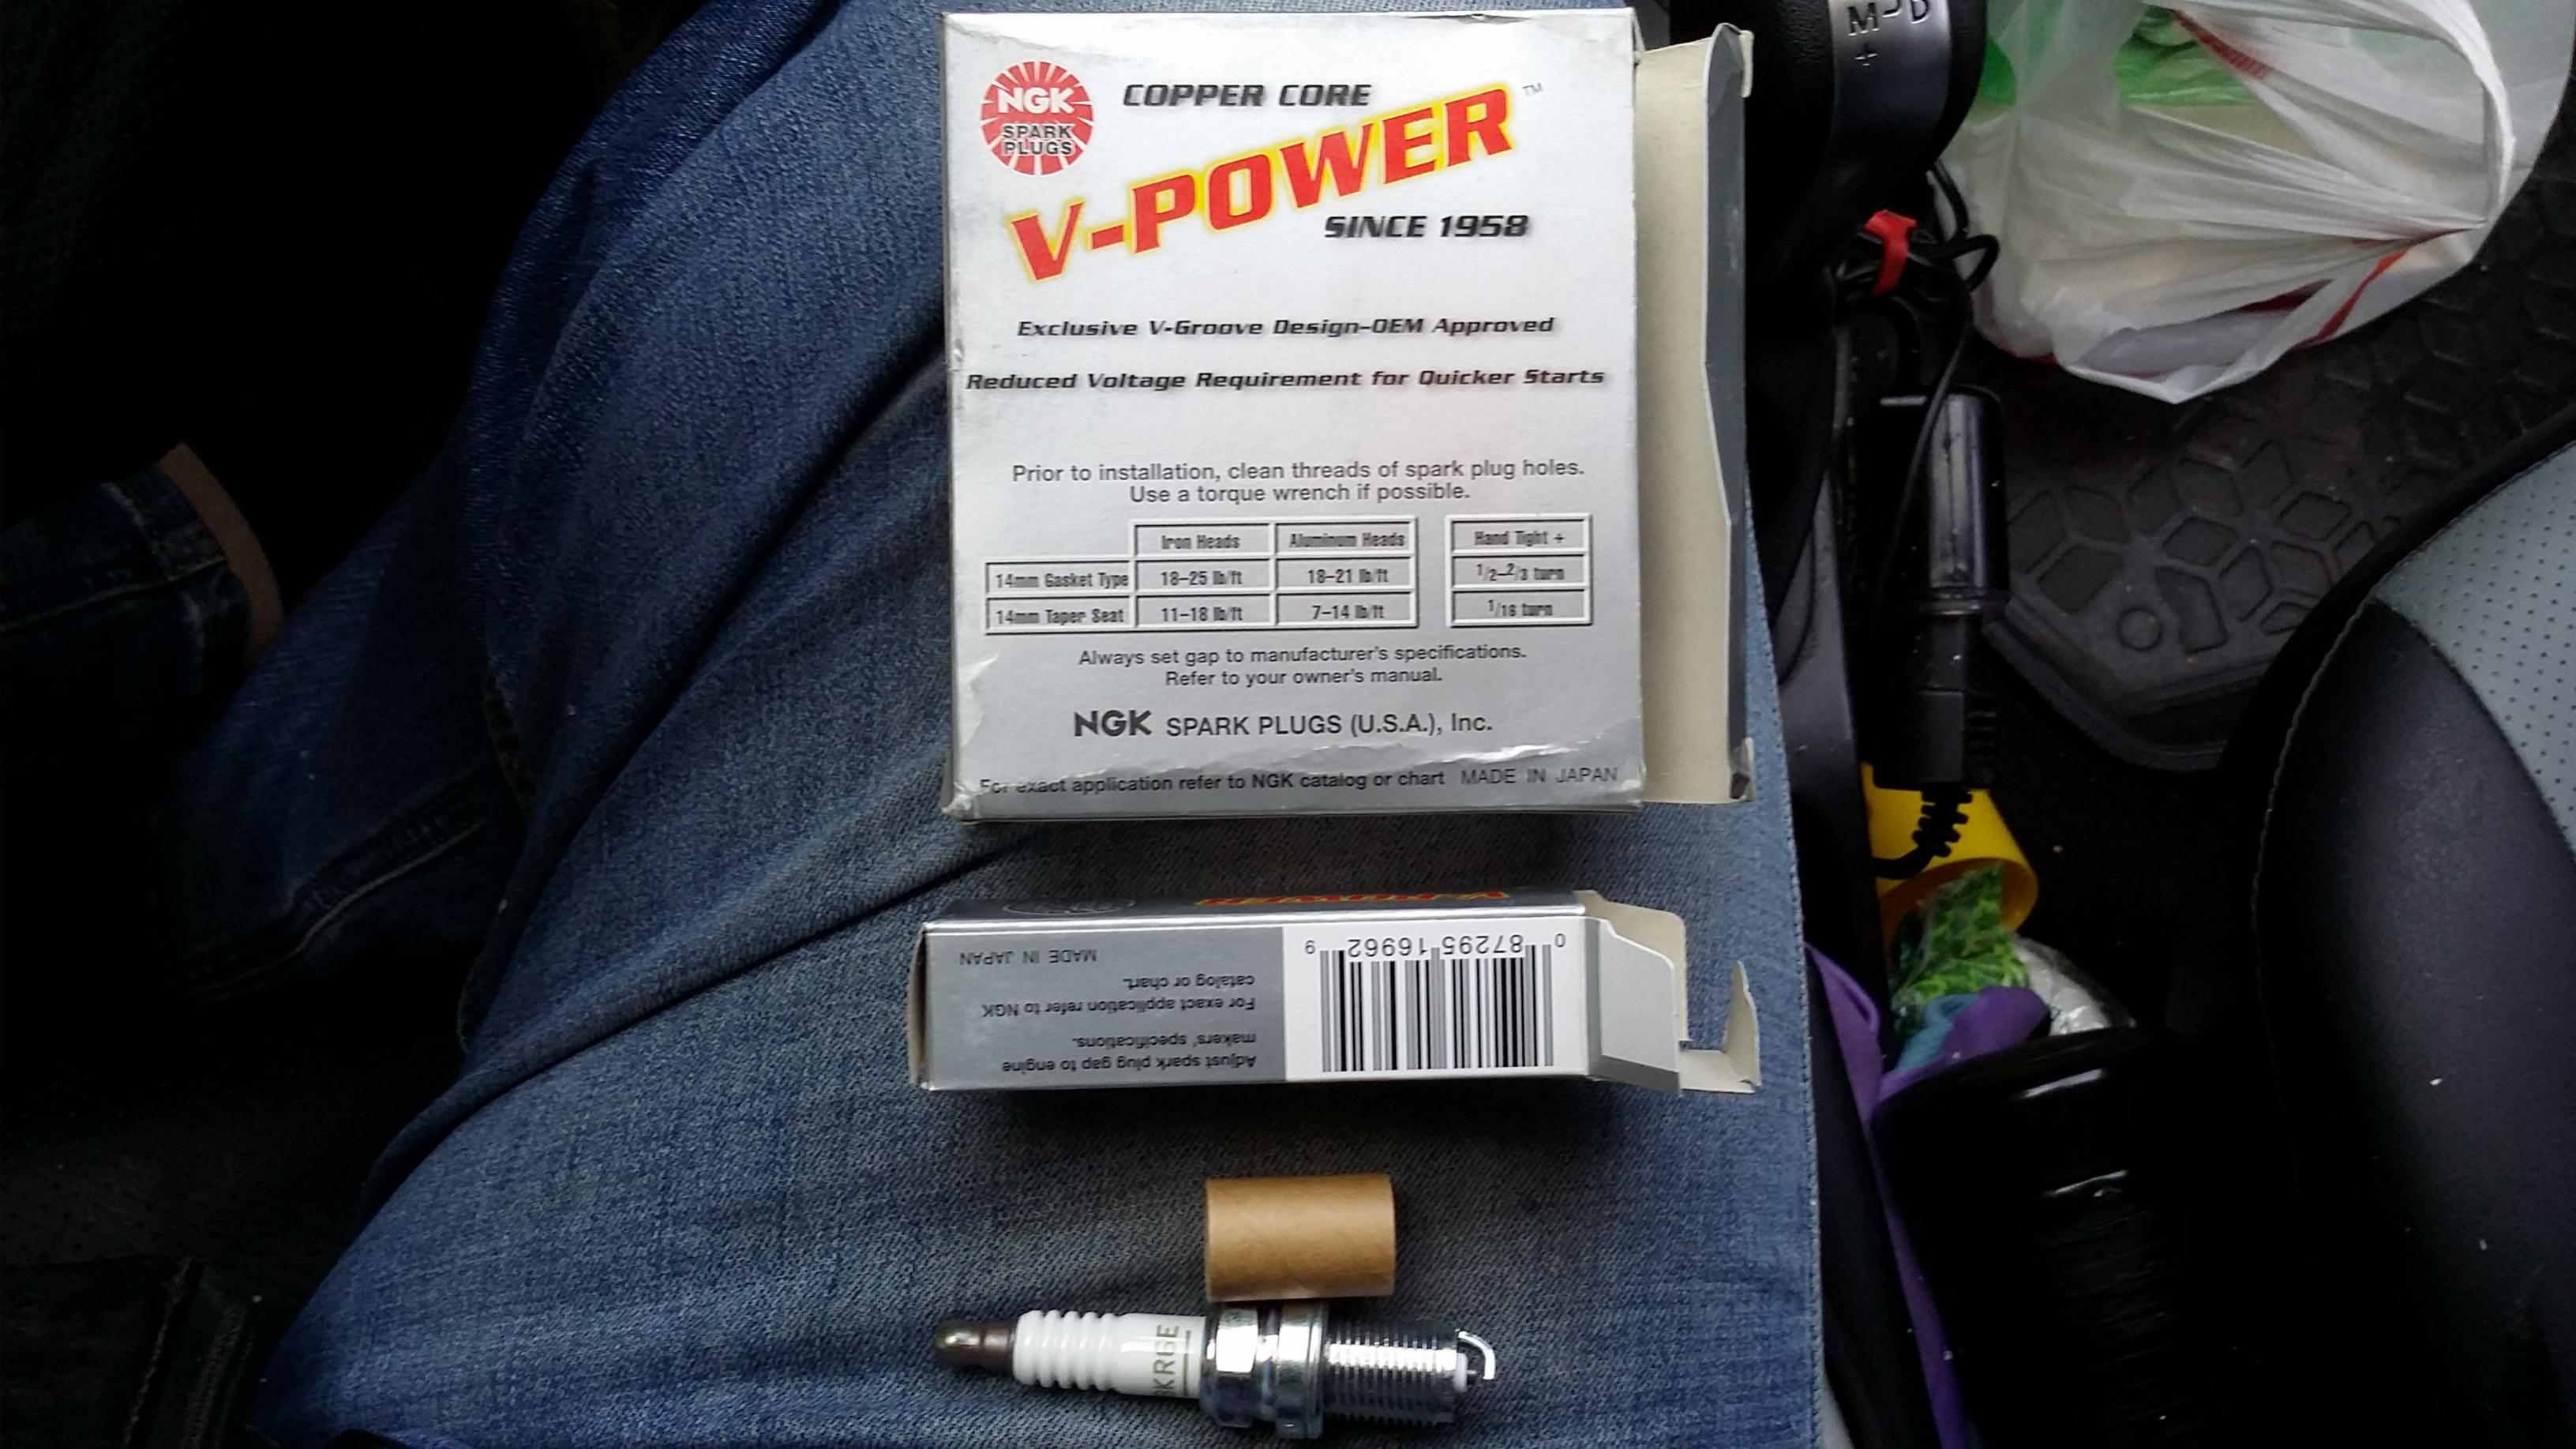 NGK
SPARK
PLUGS
COPPER CORE
V-POWER™
SINCE 1958
Exclusive V-Groove Design-OEM Approved
Reduced Voltage Requirement for Quicker Starts
Prior to installation, clean threads of spark plug holes.
Use a torque wrench if possible.
Iron Heads Aluminum Heads Hand Tight +
14mm Gasket Type 18-25 lb/ft 18-21 lb/ft 1/2-2/3 turn
14mm Taper Seat 11-18 lb/ft 7-14 lb/ft 1/16 turn
Always set gap to manufacturer's specifications.
Refer to your owner's manual.
NGK SPARK PLUGS (U.S.A.), Inc.
For exact application refer to NGK catalog or chart MADE IN JAPAN
M
D
+
V-POWER
Adjust spark plug gap to engine
makers' specifications.
For exact application refer to NGK
catalog or chart.
MADE IN JAPAN
0 87295 16962 9
KR6E